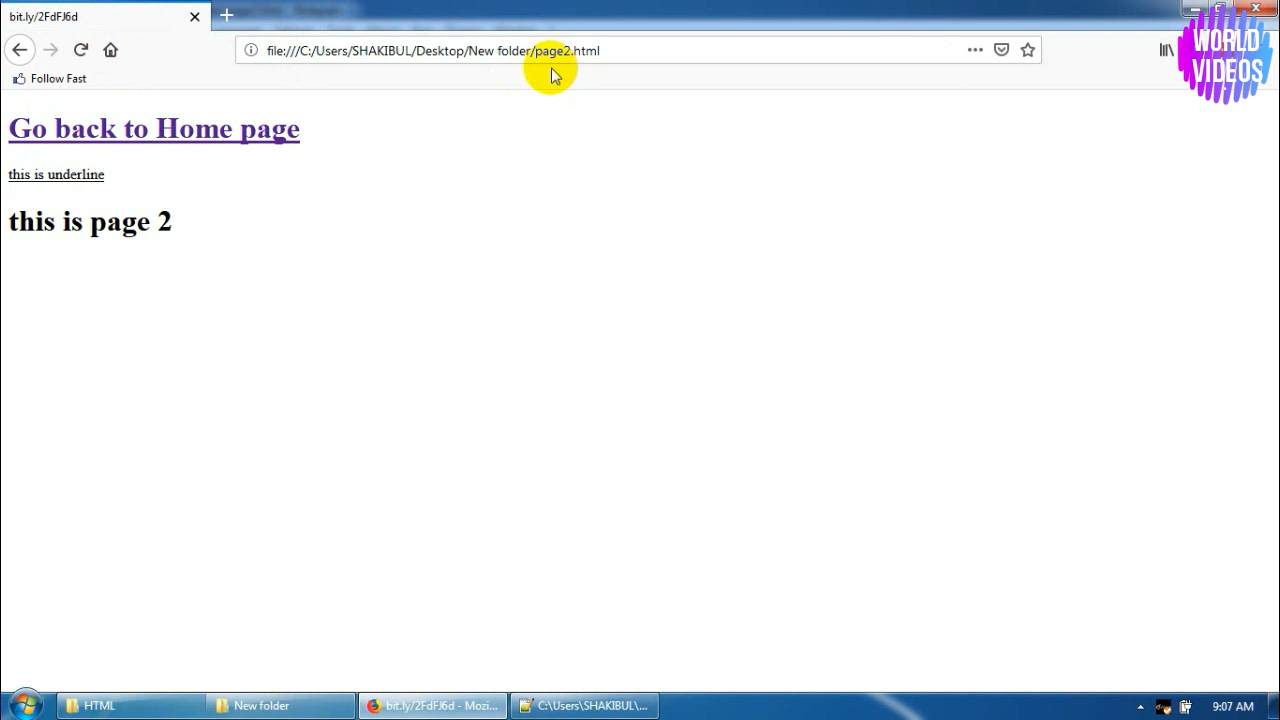 bit.ly/2FdFJ6d
file:///C:/Users/SHAKIBUL/Desktop/New folder/page2.html
WORLD
VIDEOS
Follow Fast
Go back to Home page
this is underline
this is page 2
HTML
New folder
bit.ly/2FdFJ6d - Mozi...
C:\Users\SHAKIBUL\...
9:07 AM